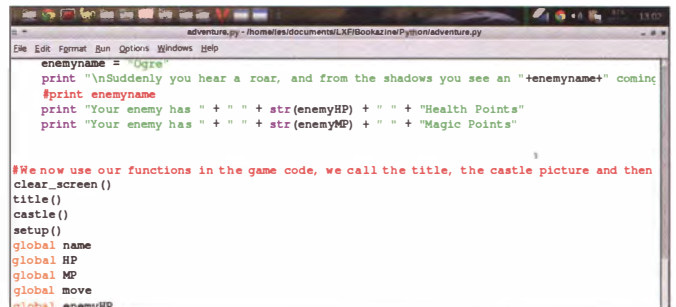 13:02
adventure.py - /home/les/documents/LXF/Bookazine/Python/adventure.py
File Edit Format Run Options Windows Help
enemyname = "Ogre"
print "\nSuddenly you hear a roar, and from the shadows you see an "+enemyname+" coming
#print enemyname
print "Your enemy has " + " " + str(enemyHP) + " " + "Health Points"
print "Your enemy has " + " " + str(enemyMP) + " " + "Magic Points"
#We now use our functions in the game code, we call the title, the castle picture and then
clear_screen()
title()
castle()
setup()
global name
global HP
global MP
global move
global enemyHP